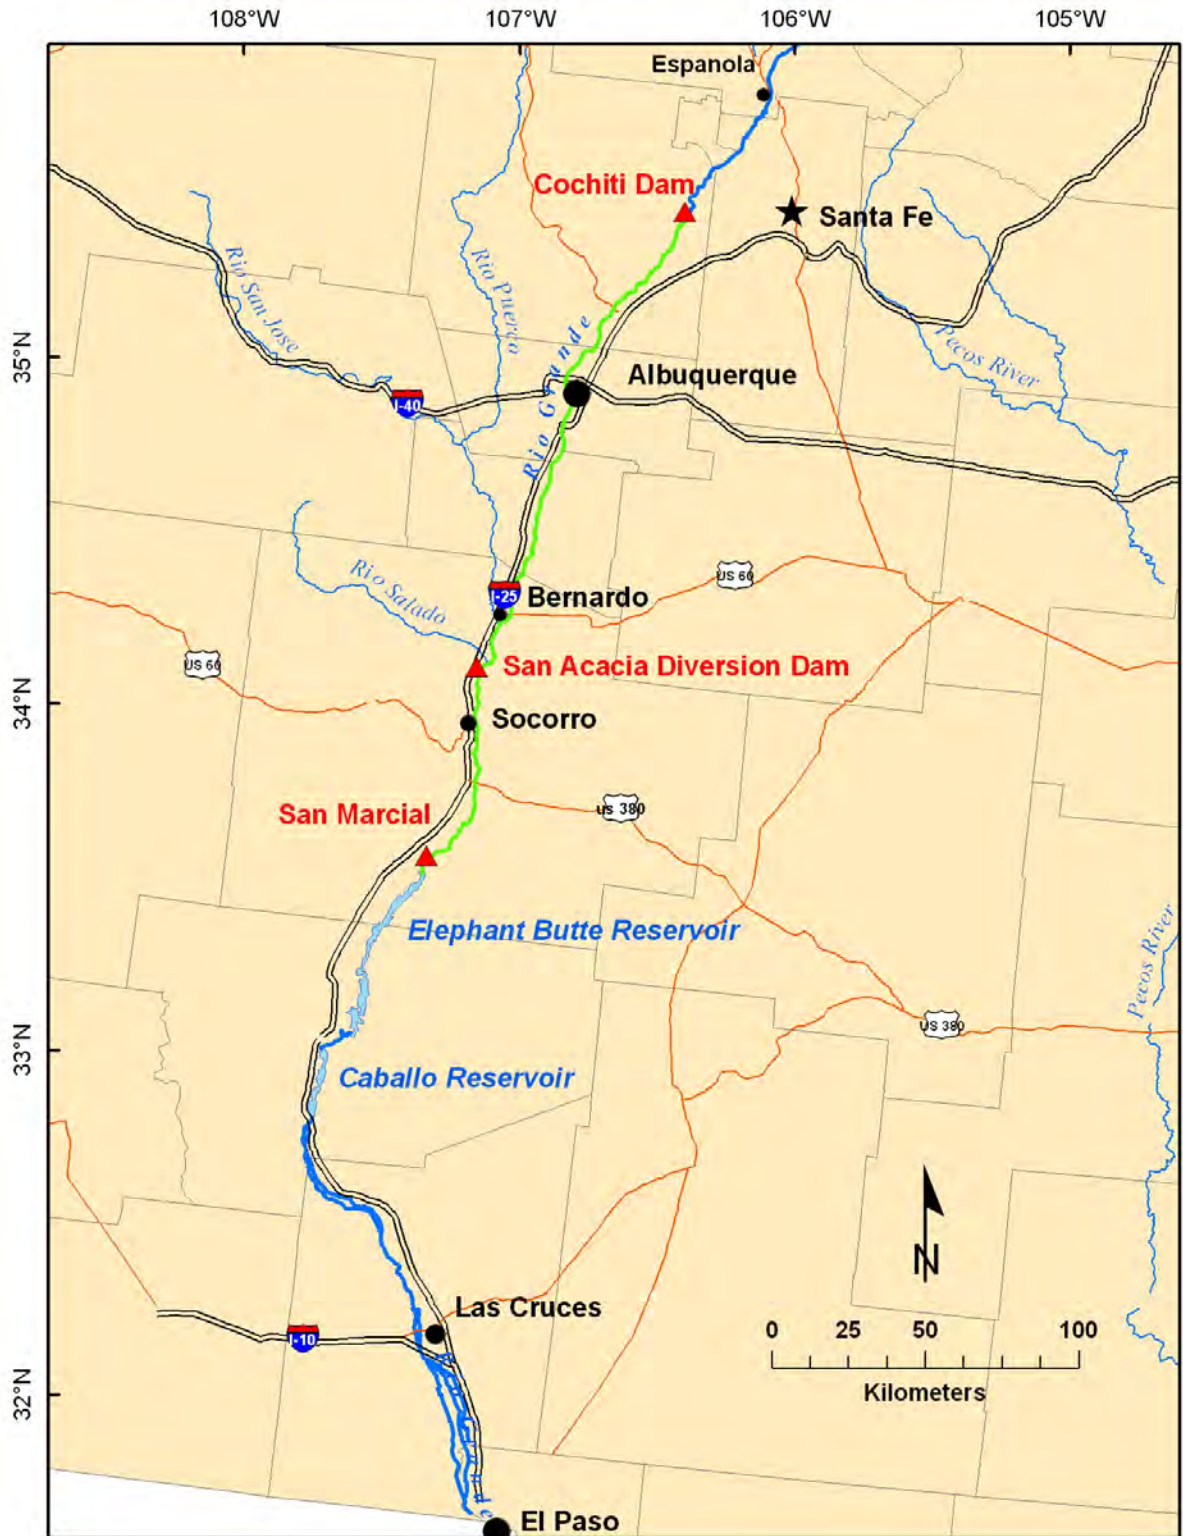 108°W 107°W 106°W 105°W
Espanola
Cochiti Dam
Santa Fe
Rio San Jose
Rio Puerco
Rio Grande
Pecos River
35°N
Albuquerque
I-40
US 60
Rio Salado
I-25
Bernardo
US 60
San Acacia Diversion Dam
34°N
Socorro
San Marcial
us 380
Elephant Butte Reservoir
Pecos River
US 380
33°N
Caballo Reservoir
N
Las Cruces
I-10
0 25 50 100
Kilometers
32°N
El Paso